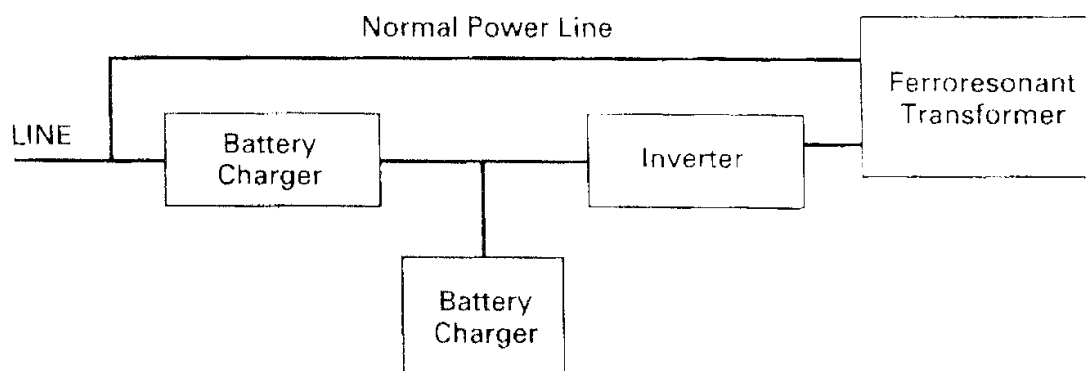 Normal Power Line
Ferroresonant
Transformer
LINE
Battery
Charger
Inverter
Battery
Charger